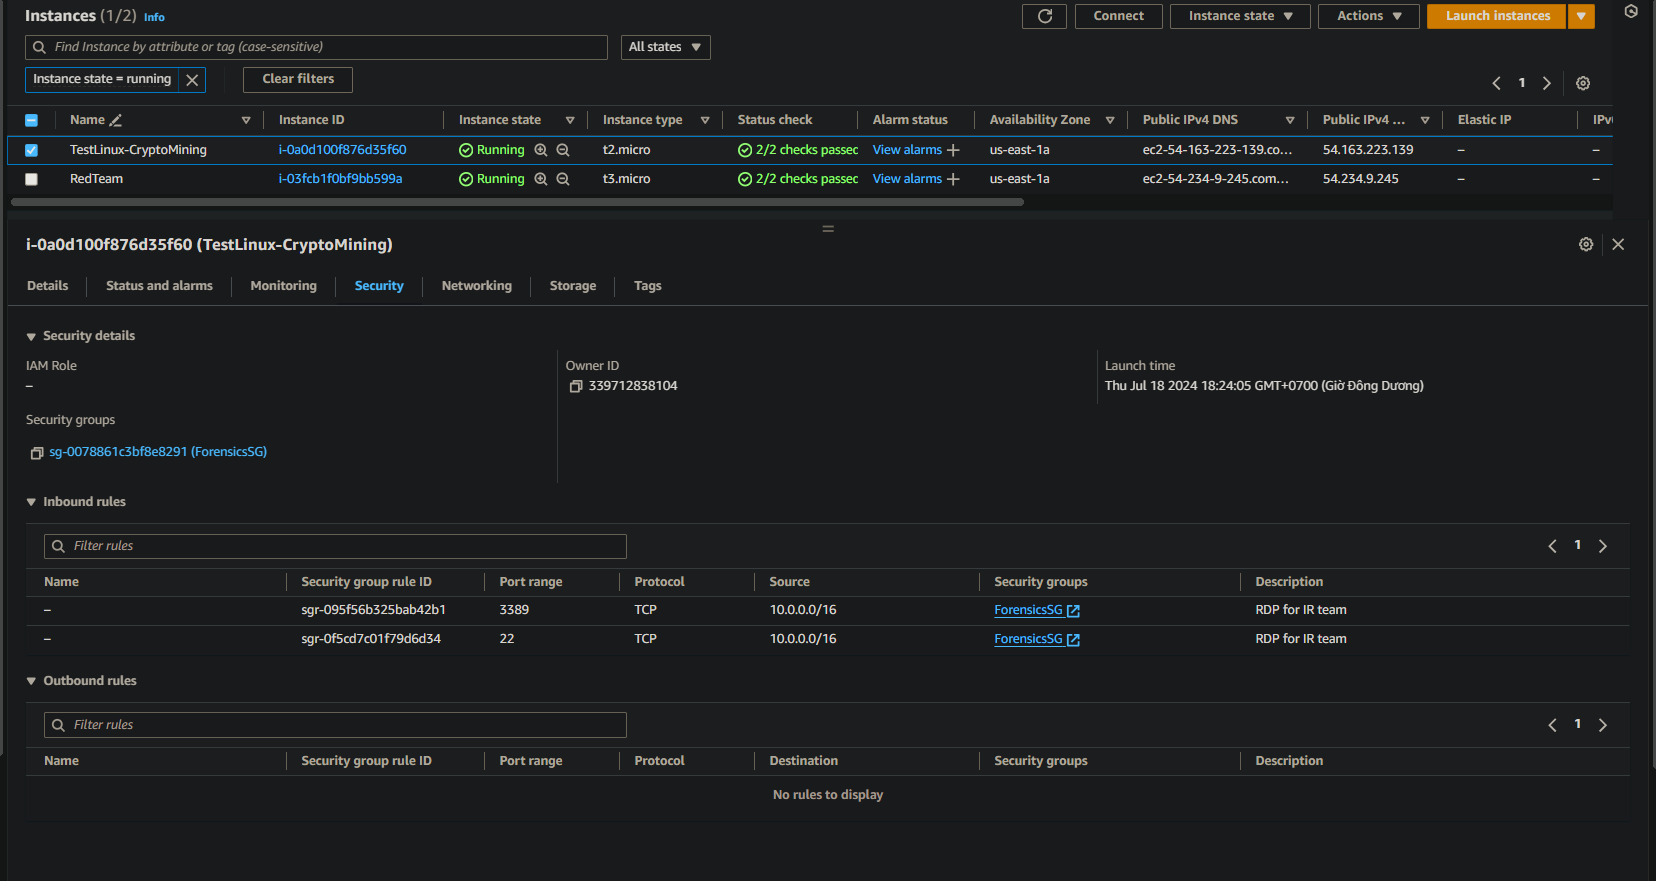 Instances (1/2) Info
Connect
Instance state
Actions
Launch instances
Find Instance by attribute or tag (case-sensitive)
All states
Instance state = running
Clear filters
1
Name Instance ID Instance state Instance type Status check Alarm status Availability Zone Public IPv4 DNS Public IPv4 ... Elastic IP
TestLinux-CryptoMining i-0a0d100f876d35f60 Running t2.micro 2/2 checks passed View alarms + us-east-1a ec2-54-163-223-139.co... 54.163.223.139 – –
RedTeam i-03fcb1f0bf9bb599a Running t3.micro 2/2 checks passed View alarms + us-east-1a ec2-54-234-9-245.com... 54.234.9.245 – –
i-0a0d100f876d35f60 (TestLinux-CryptoMining)
Details Status and alarms Monitoring Security Networking Storage Tags
Security details
IAM Role
–
Owner ID
339712838104
Launch time
Thu Jul 18 2024 18:24:05 GMT+0700 (Giờ Đông Dương)
Security groups
sg-0078861c3bf8e8291 (ForensicsSG)
Inbound rules
Filter rules
1
Name Security group rule ID Port range Protocol Source Security groups Description
– sgr-095f56b325bab42b1 3389 TCP 10.0.0.0/16 ForensicsSG RDP for IR team
– sgr-0f5cd7c01f79d6d34 22 TCP 10.0.0.0/16 ForensicsSG RDP for IR team
Outbound rules
Filter rules
1
Name Security group rule ID Port range Protocol Destination Security groups Description
No rules to display